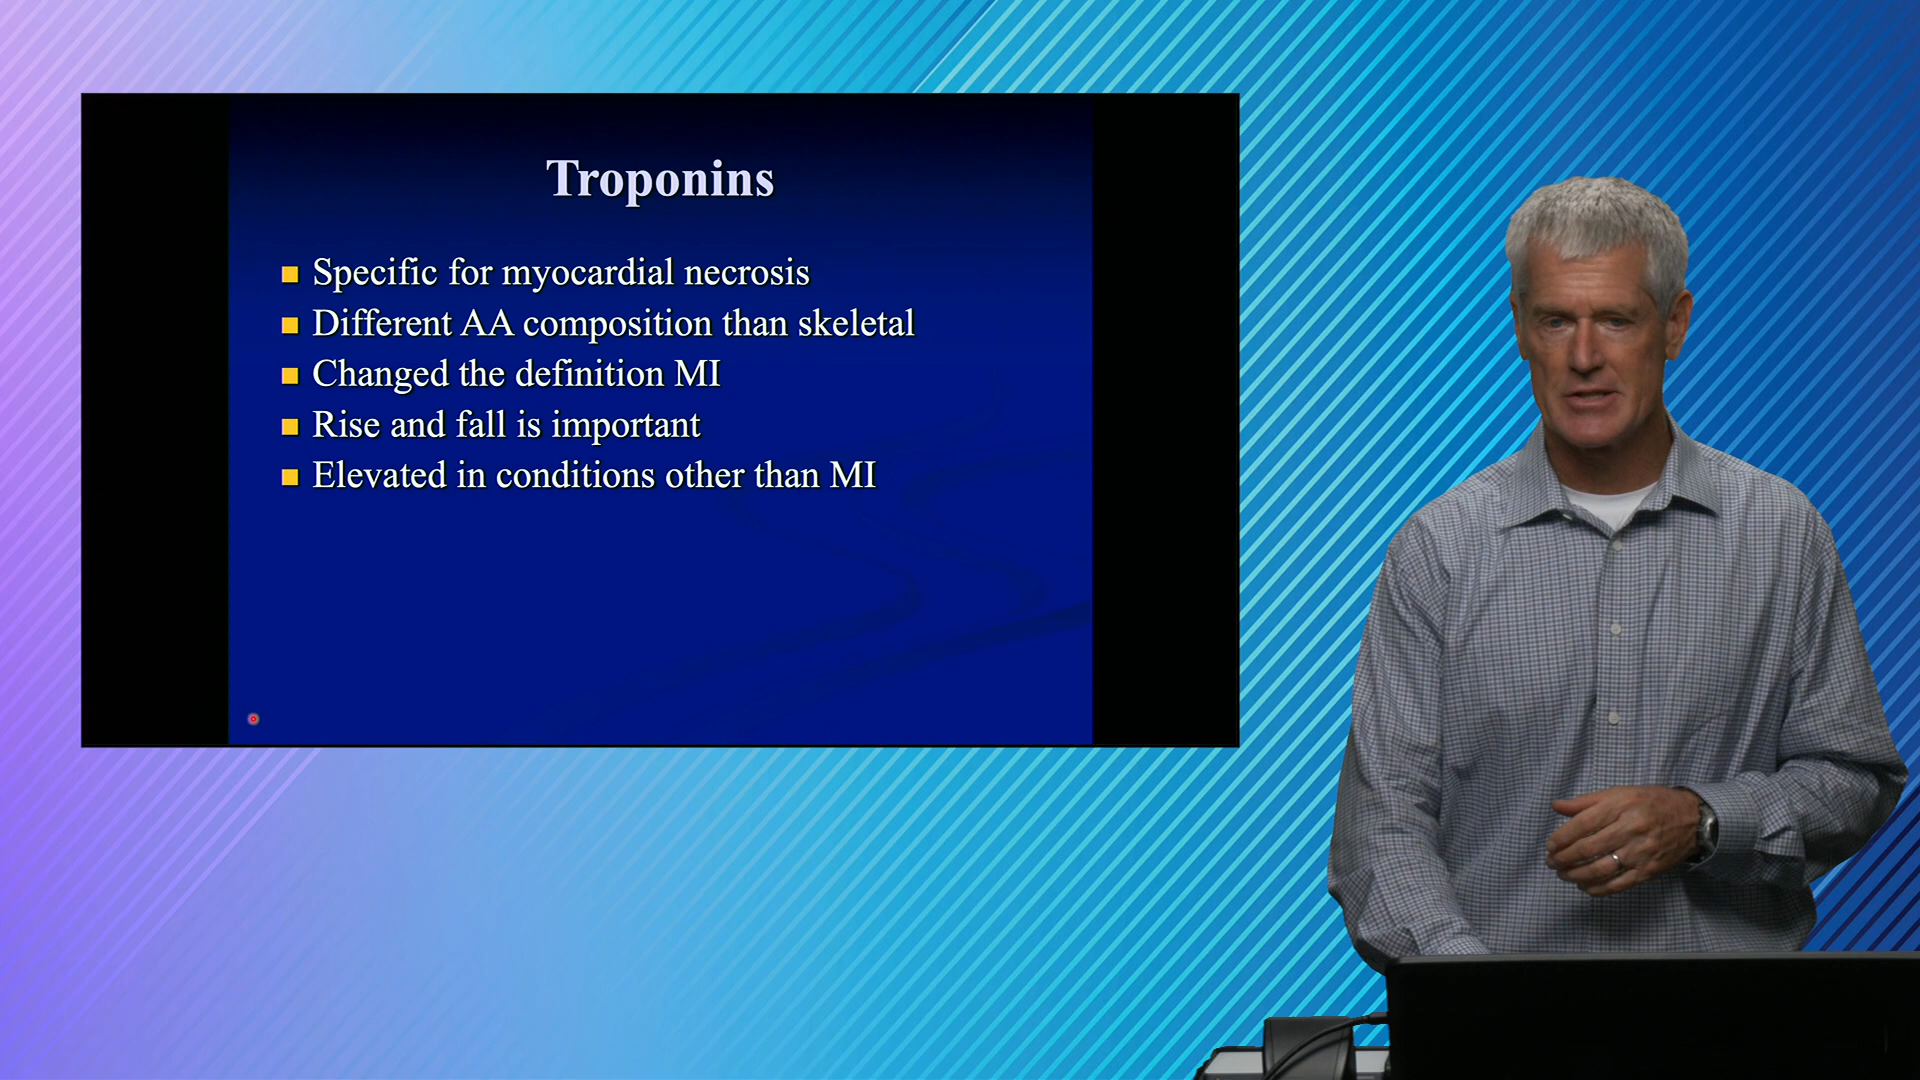 Troponins
Specific for myocardial necrosis
Different AA composition than skeletal
Changed the definition MI
Rise and fall is important
Elevated in conditions other than MI